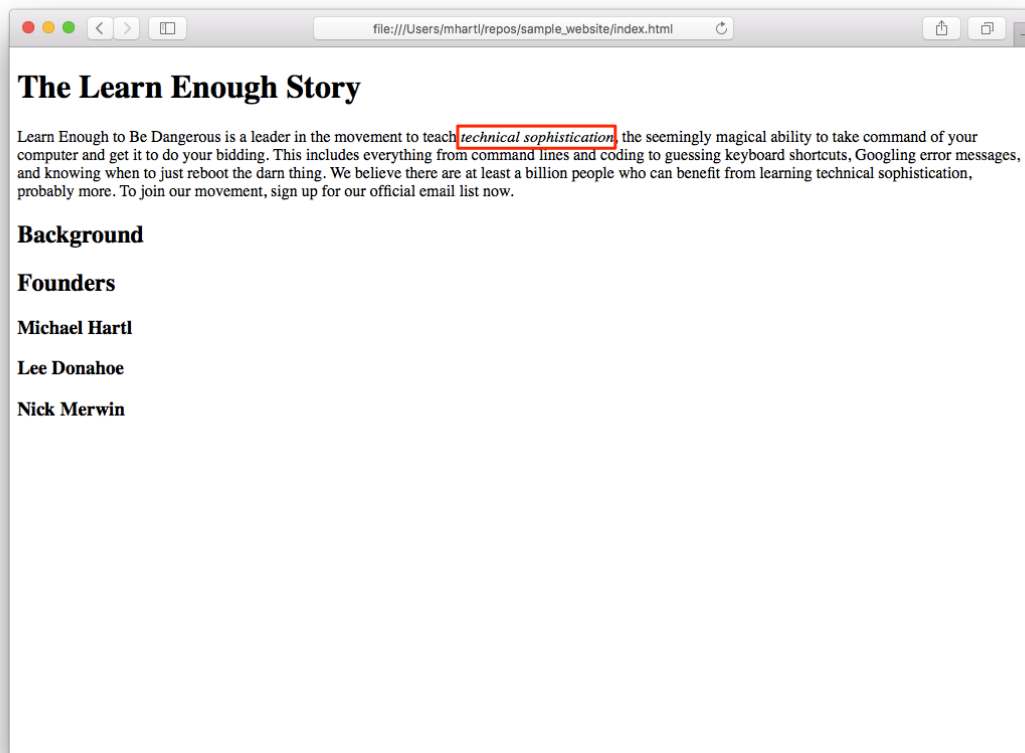 file:///Users/mhartl/repos/sample_website/index.html
The Learn Enough Story
Learn Enough to Be Dangerous is a leader in the movement to teach technical sophistication, the seemingly magical ability to take command of your
computer and get it to do your bidding. This includes everything from command lines and coding to guessing keyboard shortcuts, Googling error messages,
and knowing when to just reboot the darn thing. We believe there are at least a billion people who can benefit from learning technical sophistication,
probably more. To join our movement, sign up for our official email list now.
Background
Founders
Michael Hartl
Lee Donahoe
Nick Merwin